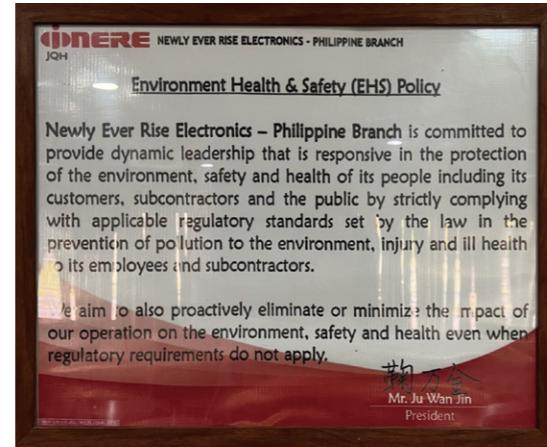 NERE NEWLY EVER RISE ELECTRONICS - PHILIPPINE BRANCH
JQH
Environment Health & Safety (EHS) Policy
Newly Ever Rise Electronics – Philippine Branch is committed to
provide dynamic leadership that is responsive in the protection
of the environment, safety and health of its people including its
customers, subcontractors and the public by strictly complying
with applicable regulatory standards set by the law in the
prevention of pollution to the environment, injury and ill health
to its employees and subcontractors.
We aim to also proactively eliminate or minimize the impact of
our operation on the environment, safety and health even when
regulatory requirements do not apply.
鞠万金
Mr. Ju Wan Jin
President